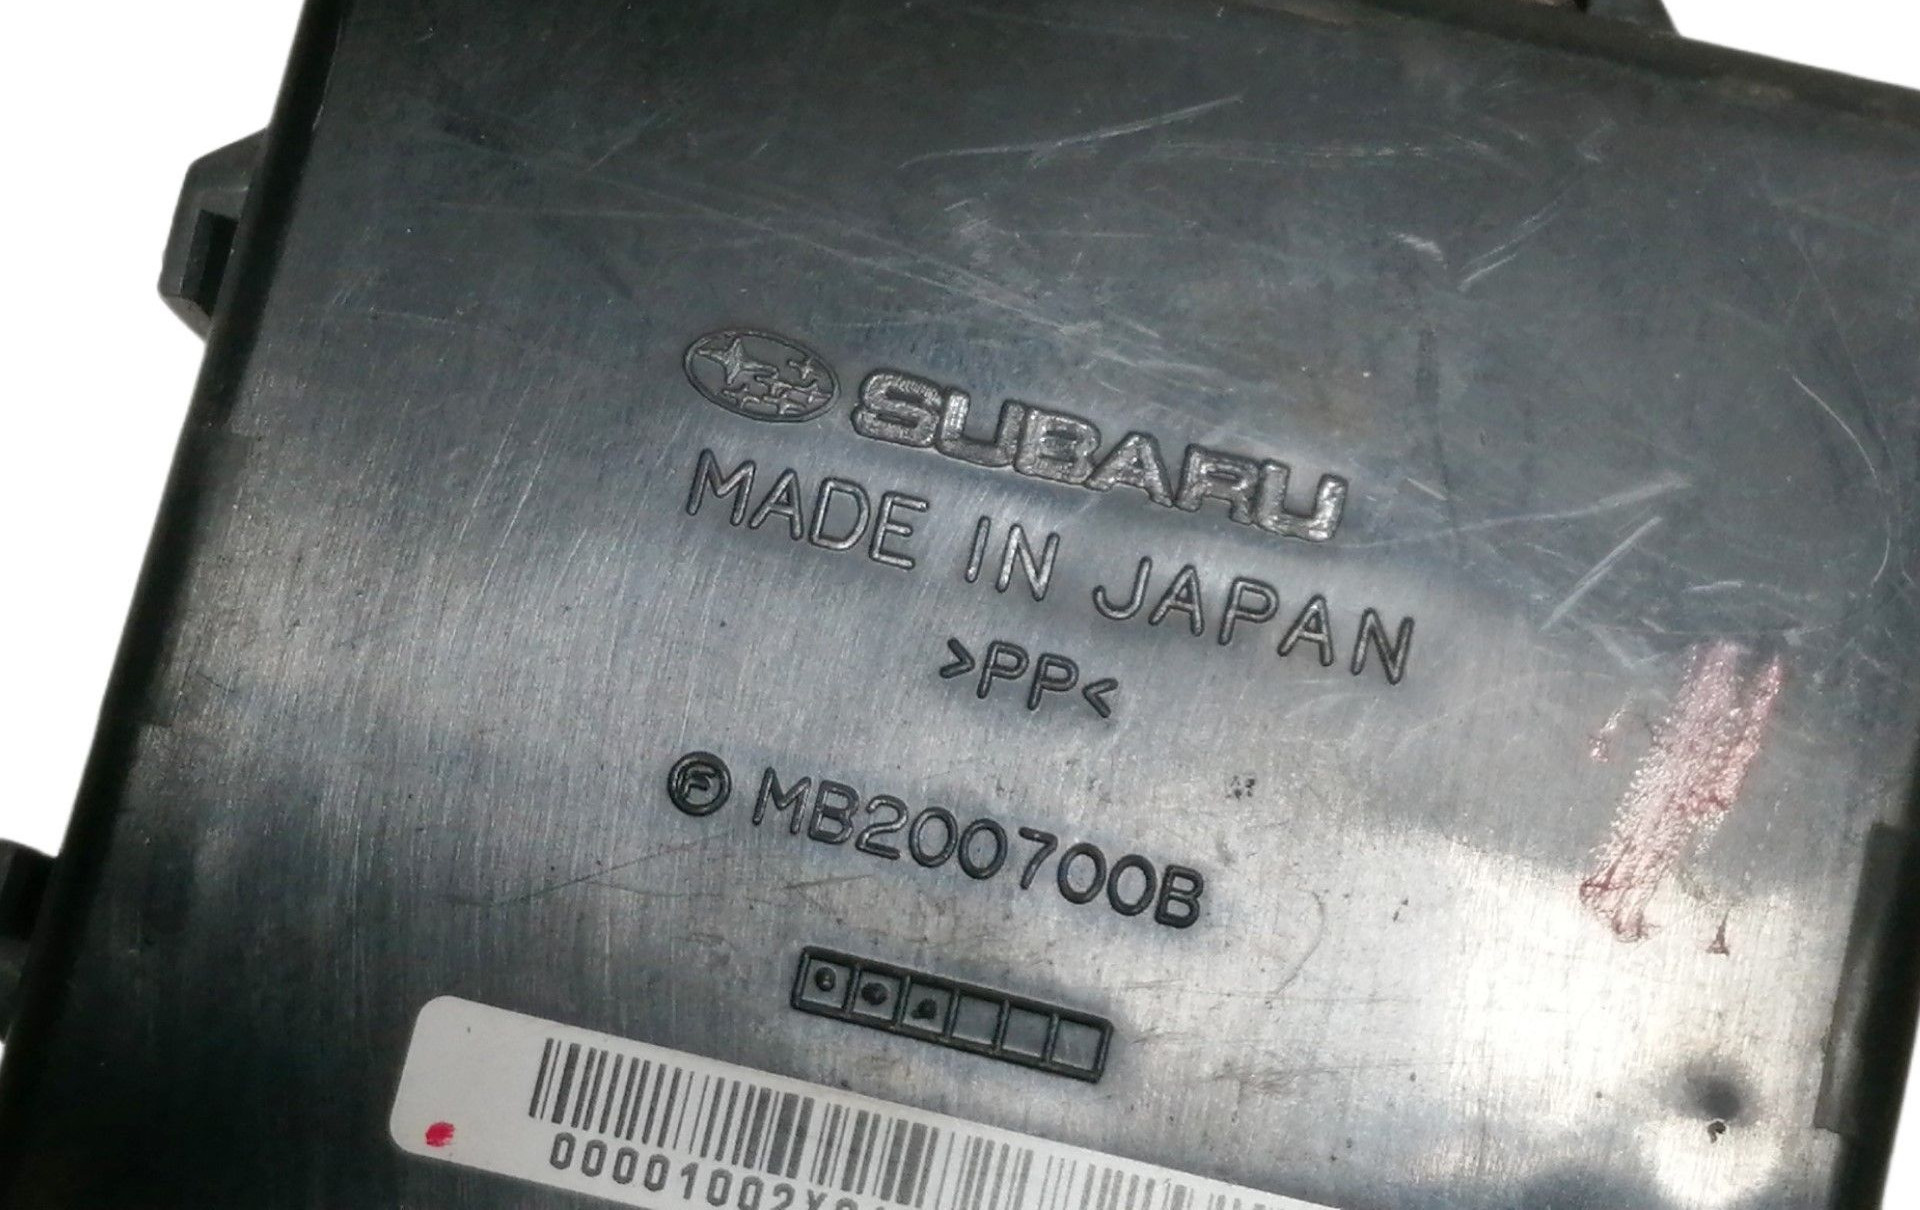 SUBARU
MADE IN JAPAN
>PP<
Ⓕ MB200700B